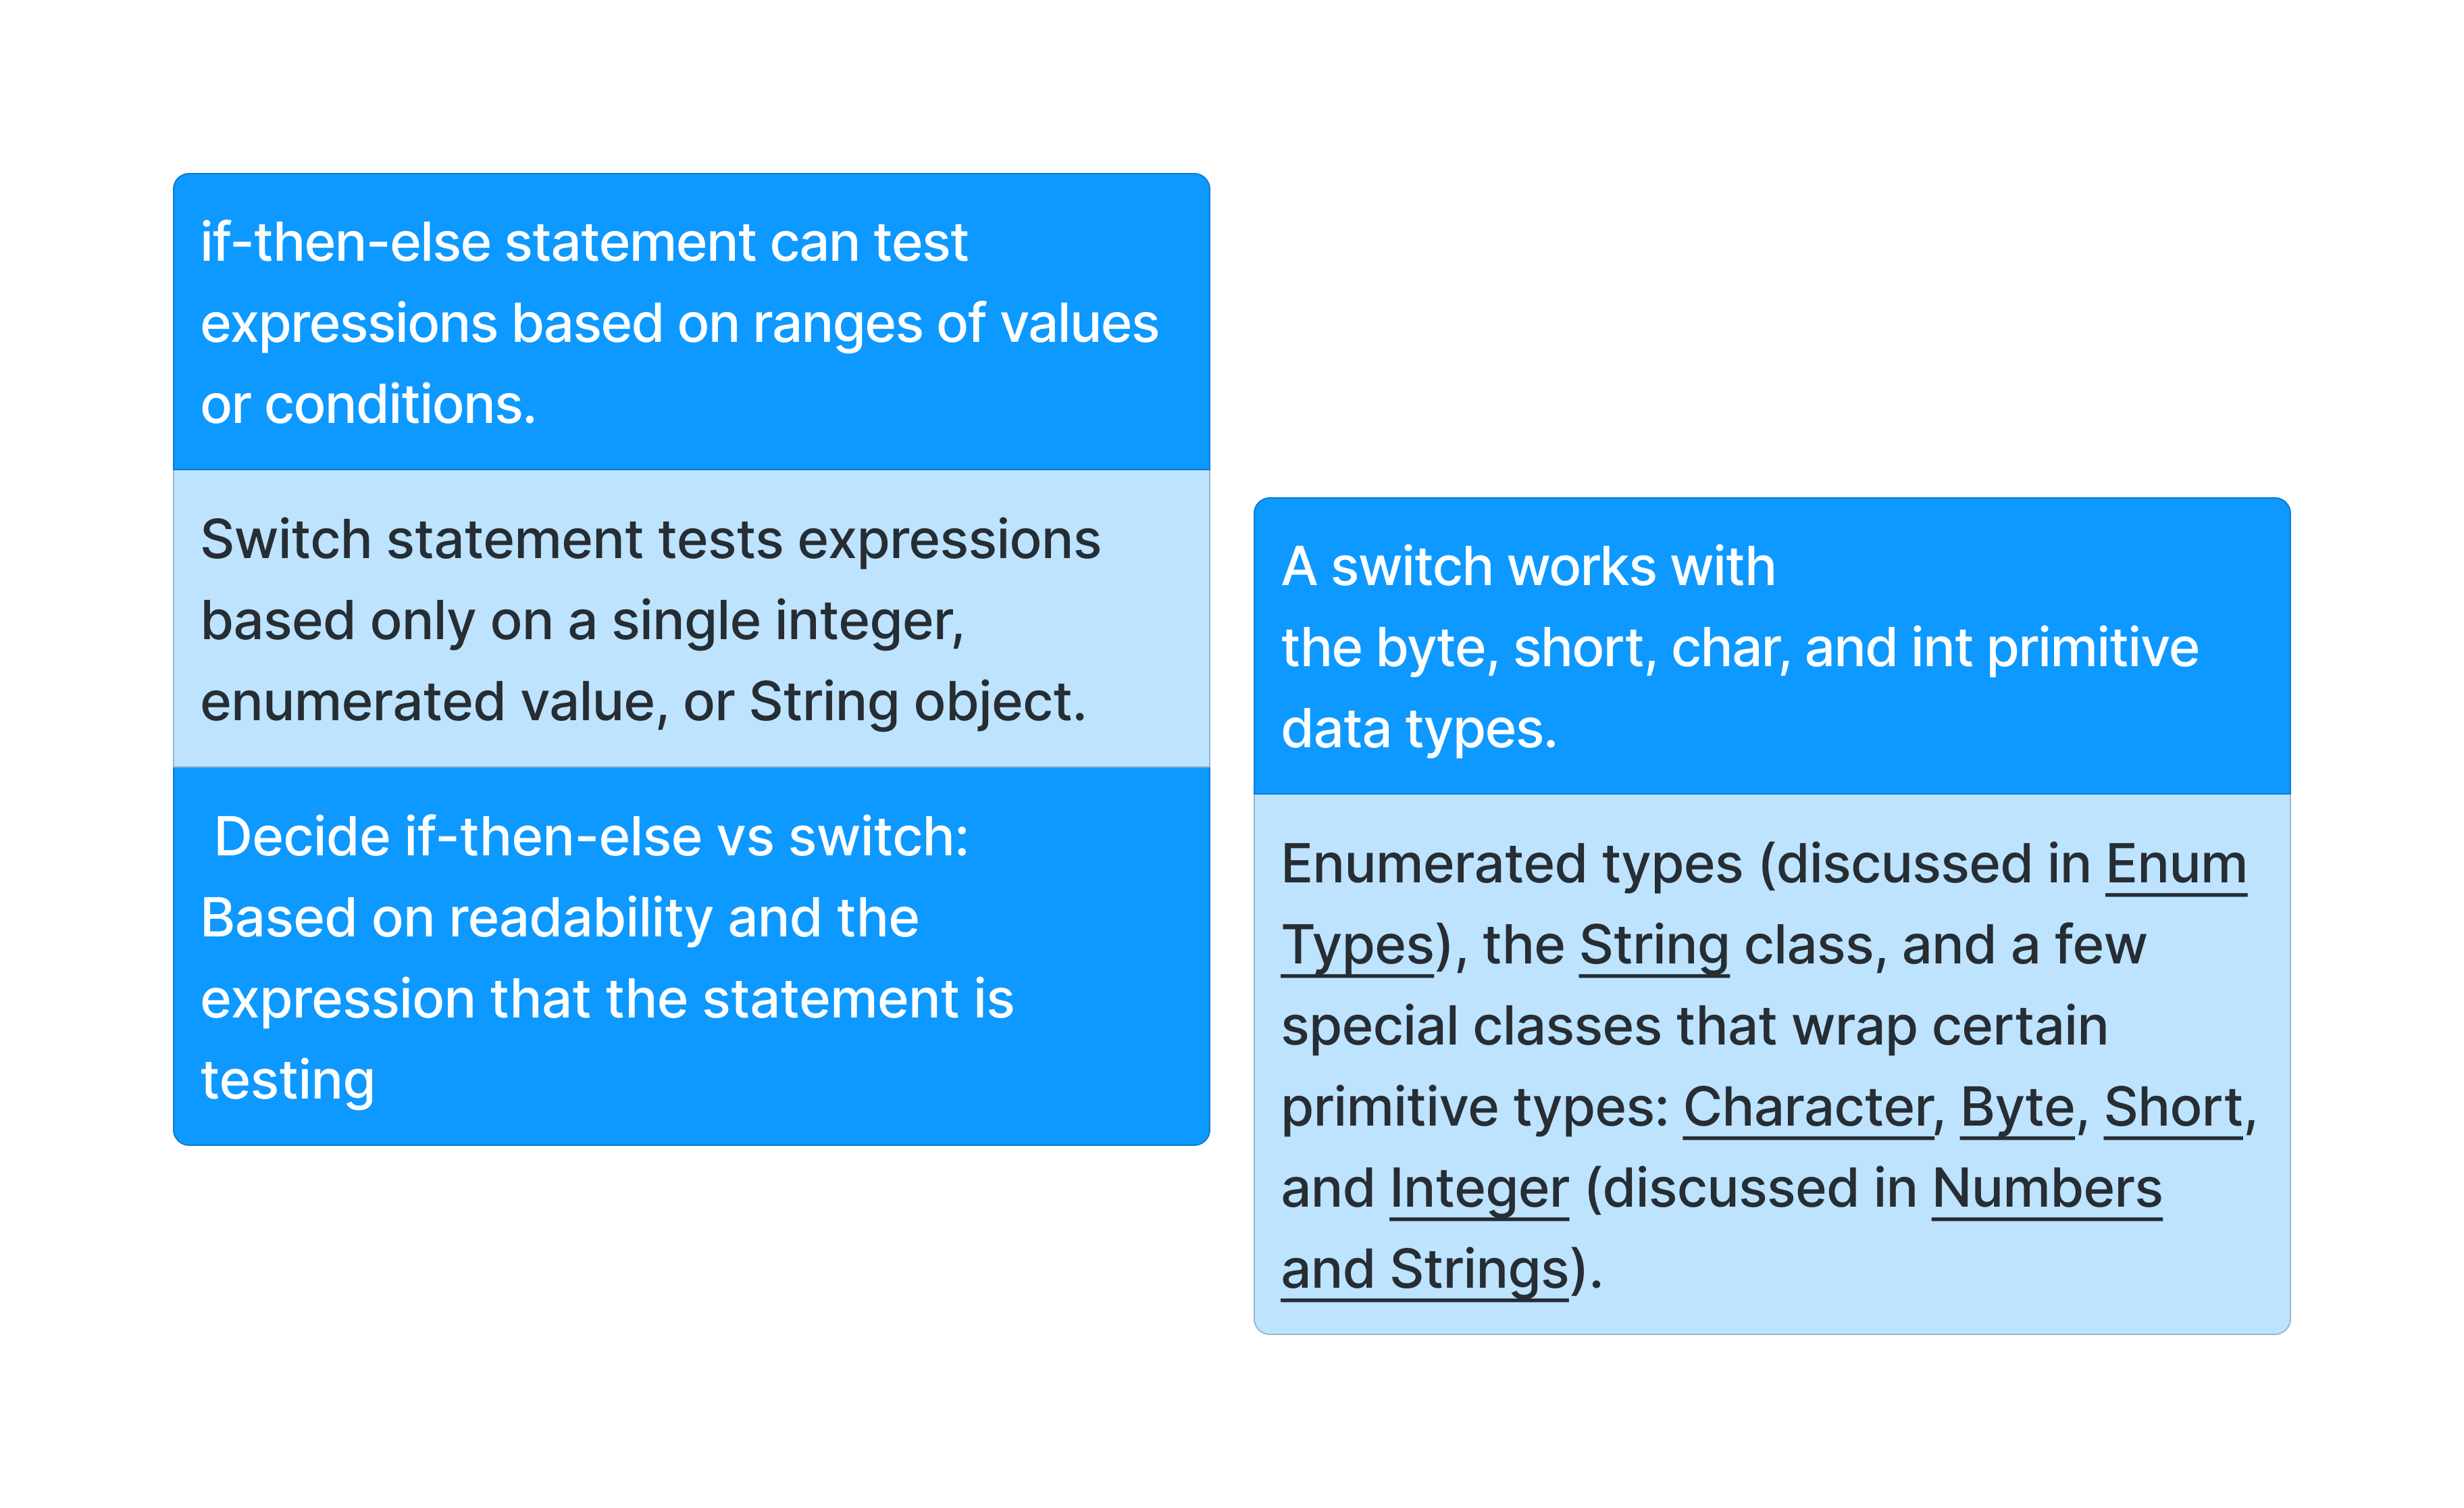 if-then-else statement can test
expressions based on ranges of values
or conditions.
Switch statement tests expressions
based only on a single integer,
enumerated value, or String object.
Decide if-then-else vs switch:
Based on readability and the
expression that the statement is
testing
A switch works with
the byte, short, char, and int primitive
data types.
Enumerated types (discussed in Enum
Types), the String class, and a few
special classes that wrap certain
primitive types: Character, Byte, Short,
and Integer (discussed in Numbers
and Strings).